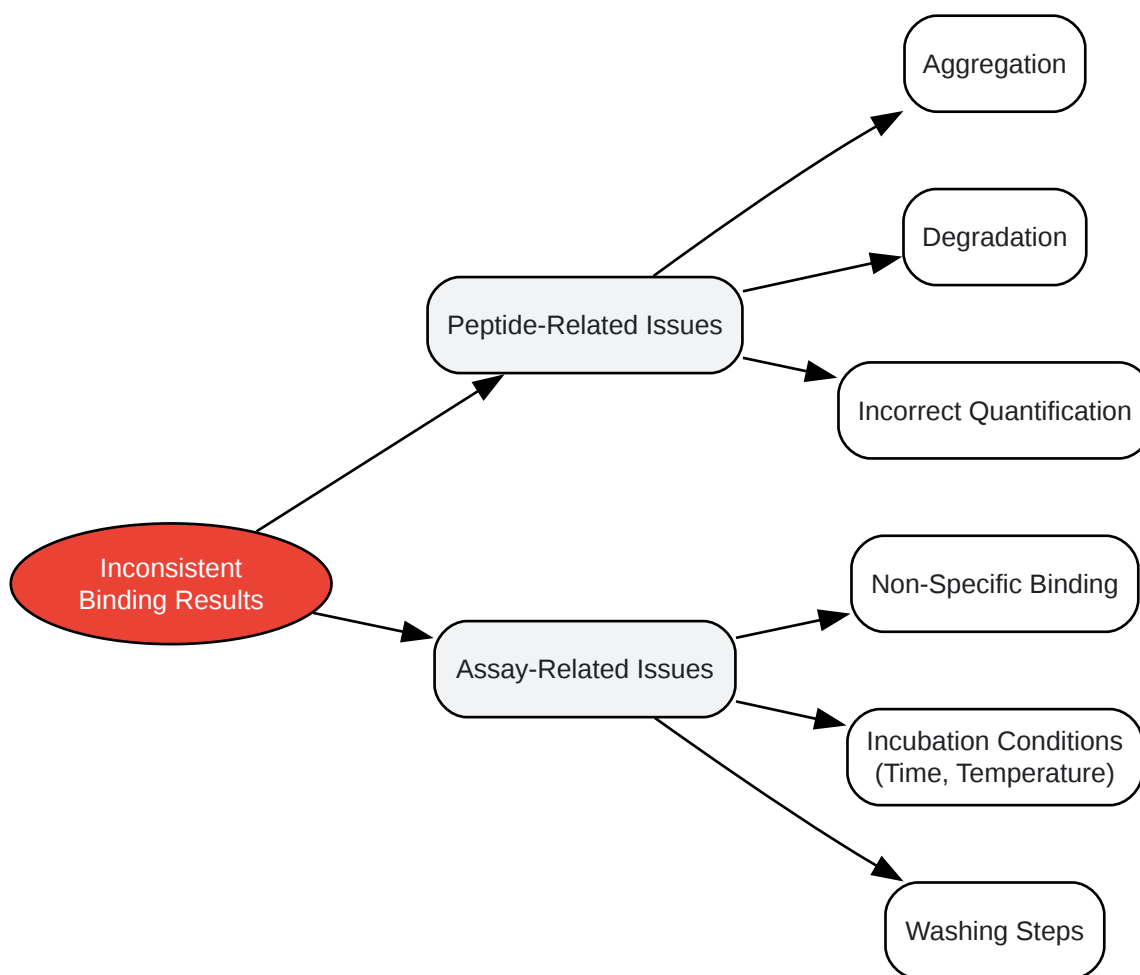 Aggregation
Degradation
Peptide-Related Issues
Incorrect Quantification
Inconsistent
Binding Results
Non-Specific Binding
Assay-Related Issues
Incubation Conditions
(Time, Temperature)
Washing Steps